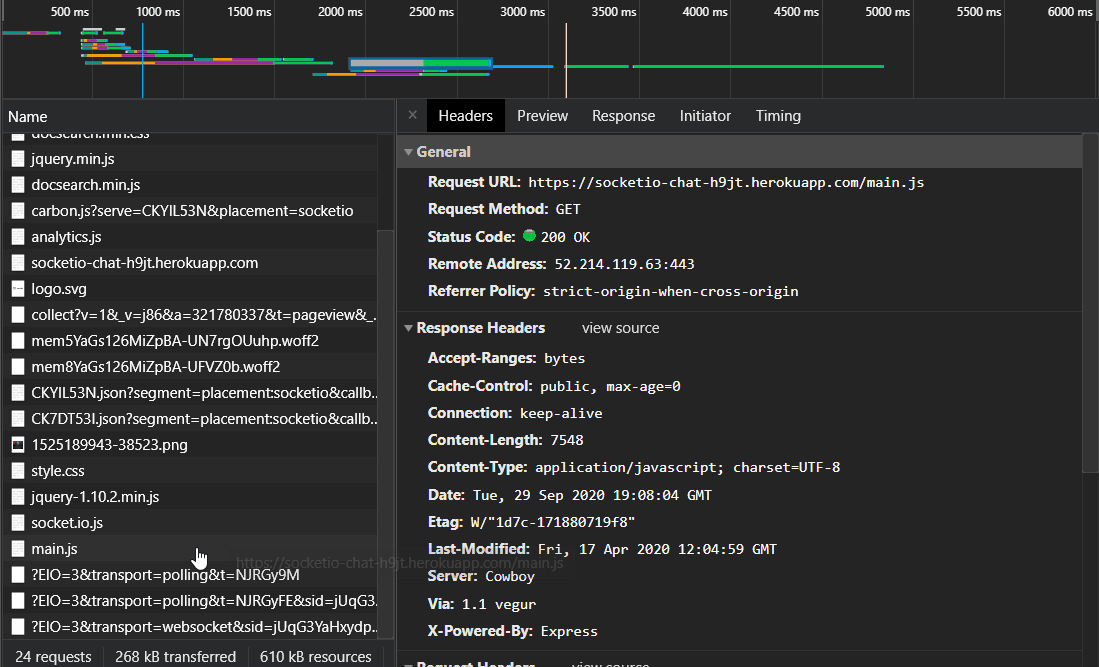 500 ms 1000 ms 1500 ms 2000 ms 2500 ms 3000 ms 3500 ms 4000 ms 4500 ms 5000 ms 5500 ms 6000 ms
Name
docsearch.min.css
jquery.min.js
docsearch.min.js
carbon.js?serve=CKYIL53N&placement=socketio
analytics.js
socketio-chat-h9jt.herokuapp.com
logo.svg
collect?v=1&_v=j86&a=321780337&t=pageview&_...
mem5YaGs126MiZpBA-UN7rgOUuhp.woff2
mem8YaGs126MiZpBA-UFVZ0b.woff2
CKYIL53N.json?segment=placement:socketio&callb...
CK7DT53I.json?segment=placement:socketio&callb...
1525189943-38523.png
style.css
jquery-1.10.2.min.js
socket.io.js
main.js
?EIO=3&transport=polling&t=NJRGy9M
?EIO=3&transport=polling&t=NJRGyFE&sid=jUqG3...
?EIO=3&transport=websocket&sid=jUqG3YaHxydp...
24 requests 268 kB transferred 610 kB resources
× Headers Preview Response Initiator Timing
General
Request URL: https://socketio-chat-h9jt.herokuapp.com/main.js
Request Method: GET
Status Code: 200 OK
Remote Address: 52.214.119.63:443
Referrer Policy: strict-origin-when-cross-origin
Response Headers view source
Accept-Ranges: bytes
Cache-Control: public, max-age=0
Connection: keep-alive
Content-Length: 7548
Content-Type: application/javascript; charset=UTF-8
Date: Tue, 29 Sep 2020 19:08:04 GMT
Etag: W/"1d7c-171880719f8"
Last-Modified: Fri, 17 Apr 2020 12:04:59 GMT
https://socketio-chat-h9jt.herokuapp.com/main.js
Server: Cowboy
Via: 1.1 vegur
X-Powered-By: Express
Request Headers view source